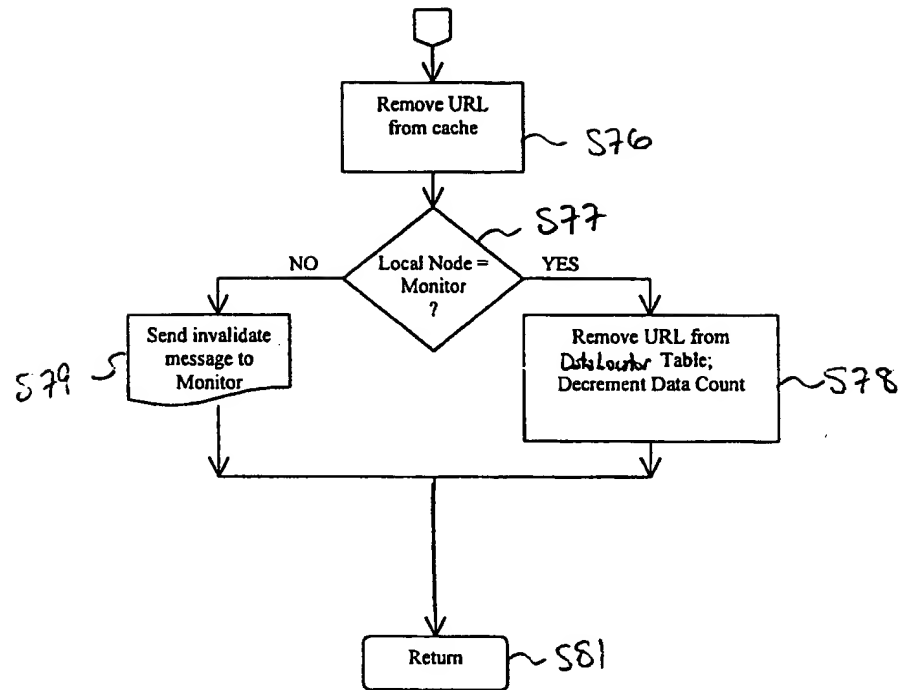 Remove URL
from cache
S76
S77
NO
Local Node =
Monitor
?
YES
Send invalidate
message to
Monitor
S79
Remove URL from
DataLocator Table;
Decrement Data Count
S78
Return
S81